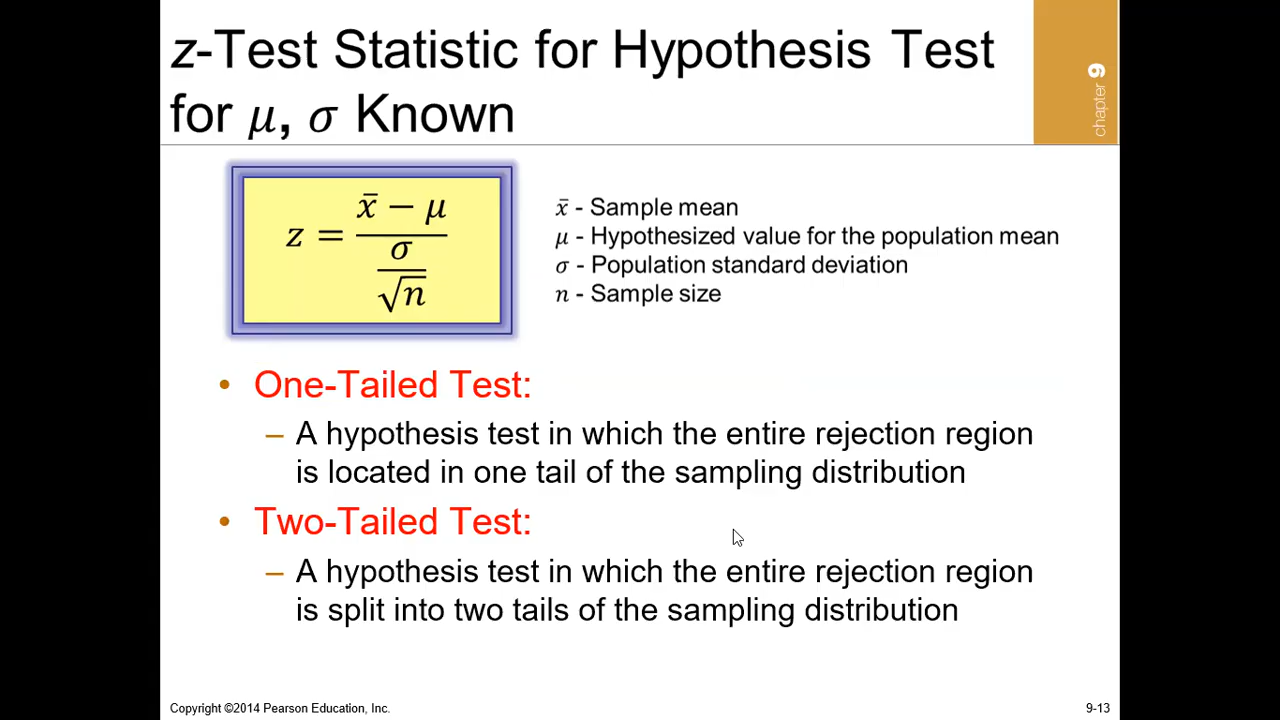 z-Test Statistic for Hypothesis Test
for μ, σ Known
chapter 9
z = (x̄ − μ) / (σ / √n)
x̄ - Sample mean
μ - Hypothesized value for the population mean
σ - Population standard deviation
n - Sample size
• One-Tailed Test:
– A hypothesis test in which the entire rejection region
is located in one tail of the sampling distribution
• Two-Tailed Test:
– A hypothesis test in which the entire rejection region
is split into two tails of the sampling distribution
Copyright ©2014 Pearson Education, Inc.
9-13